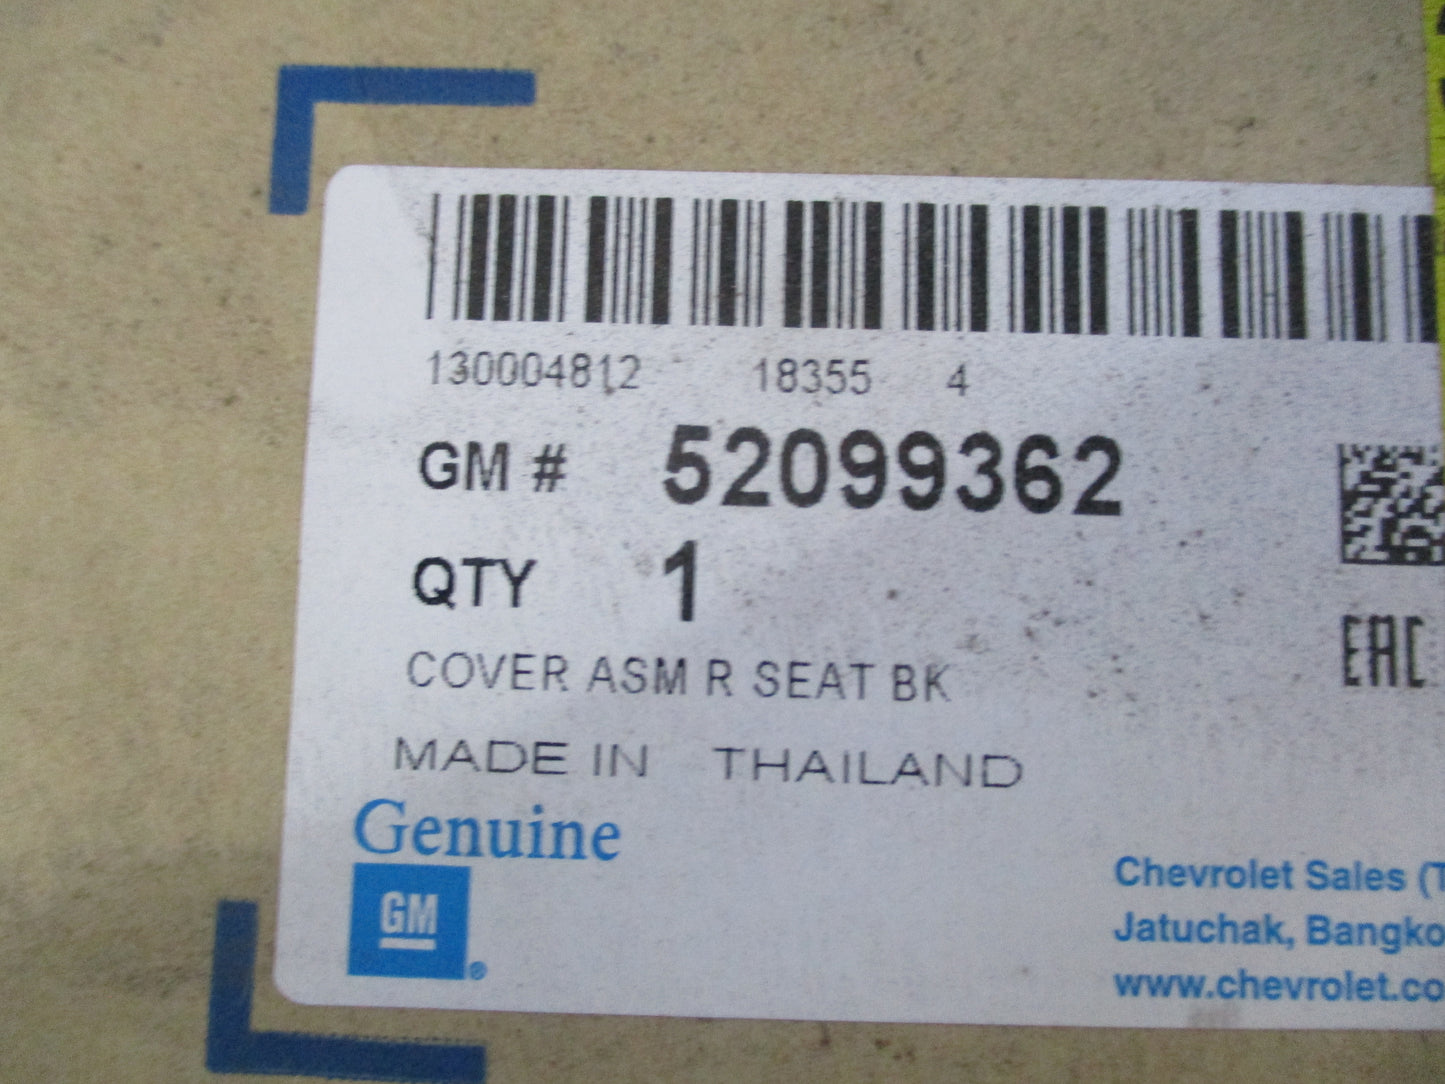 130004812 18355 4
GM # 52099362
QTY 1
EAC
COVER ASM R SEAT BK
MADE IN THAILAND
Genuine
GM®
Chevrolet Sales (T
Jatuchak, Bangko
www.chevrolet.co